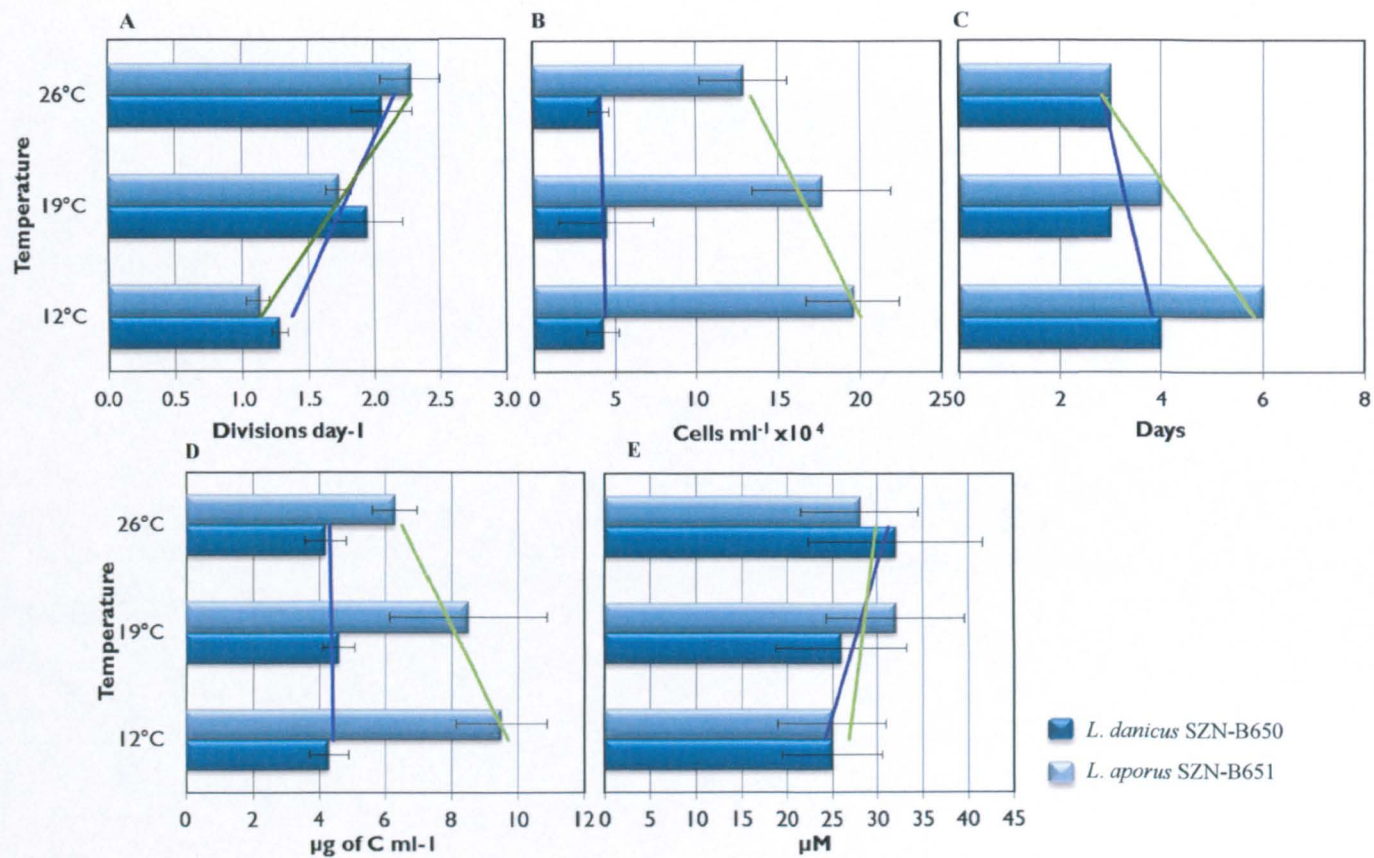 A
B
C
Temperature
26°C
19°C
12°C
0.0 0.5 1.0 1.5 2.0 2.5 3.0
Divisions day-1
0 5 10 15 20 25
Cells ml⁻¹ x10⁴
0 2 4 6 8
Days
D
E
Temperature
26°C
19°C
12°C
0 2 4 6 8 10 12
µg of C ml-1
0 5 10 15 20 25 30 35 40 45
µM
L. danicus SZN-B650
L. aporus SZN-B651